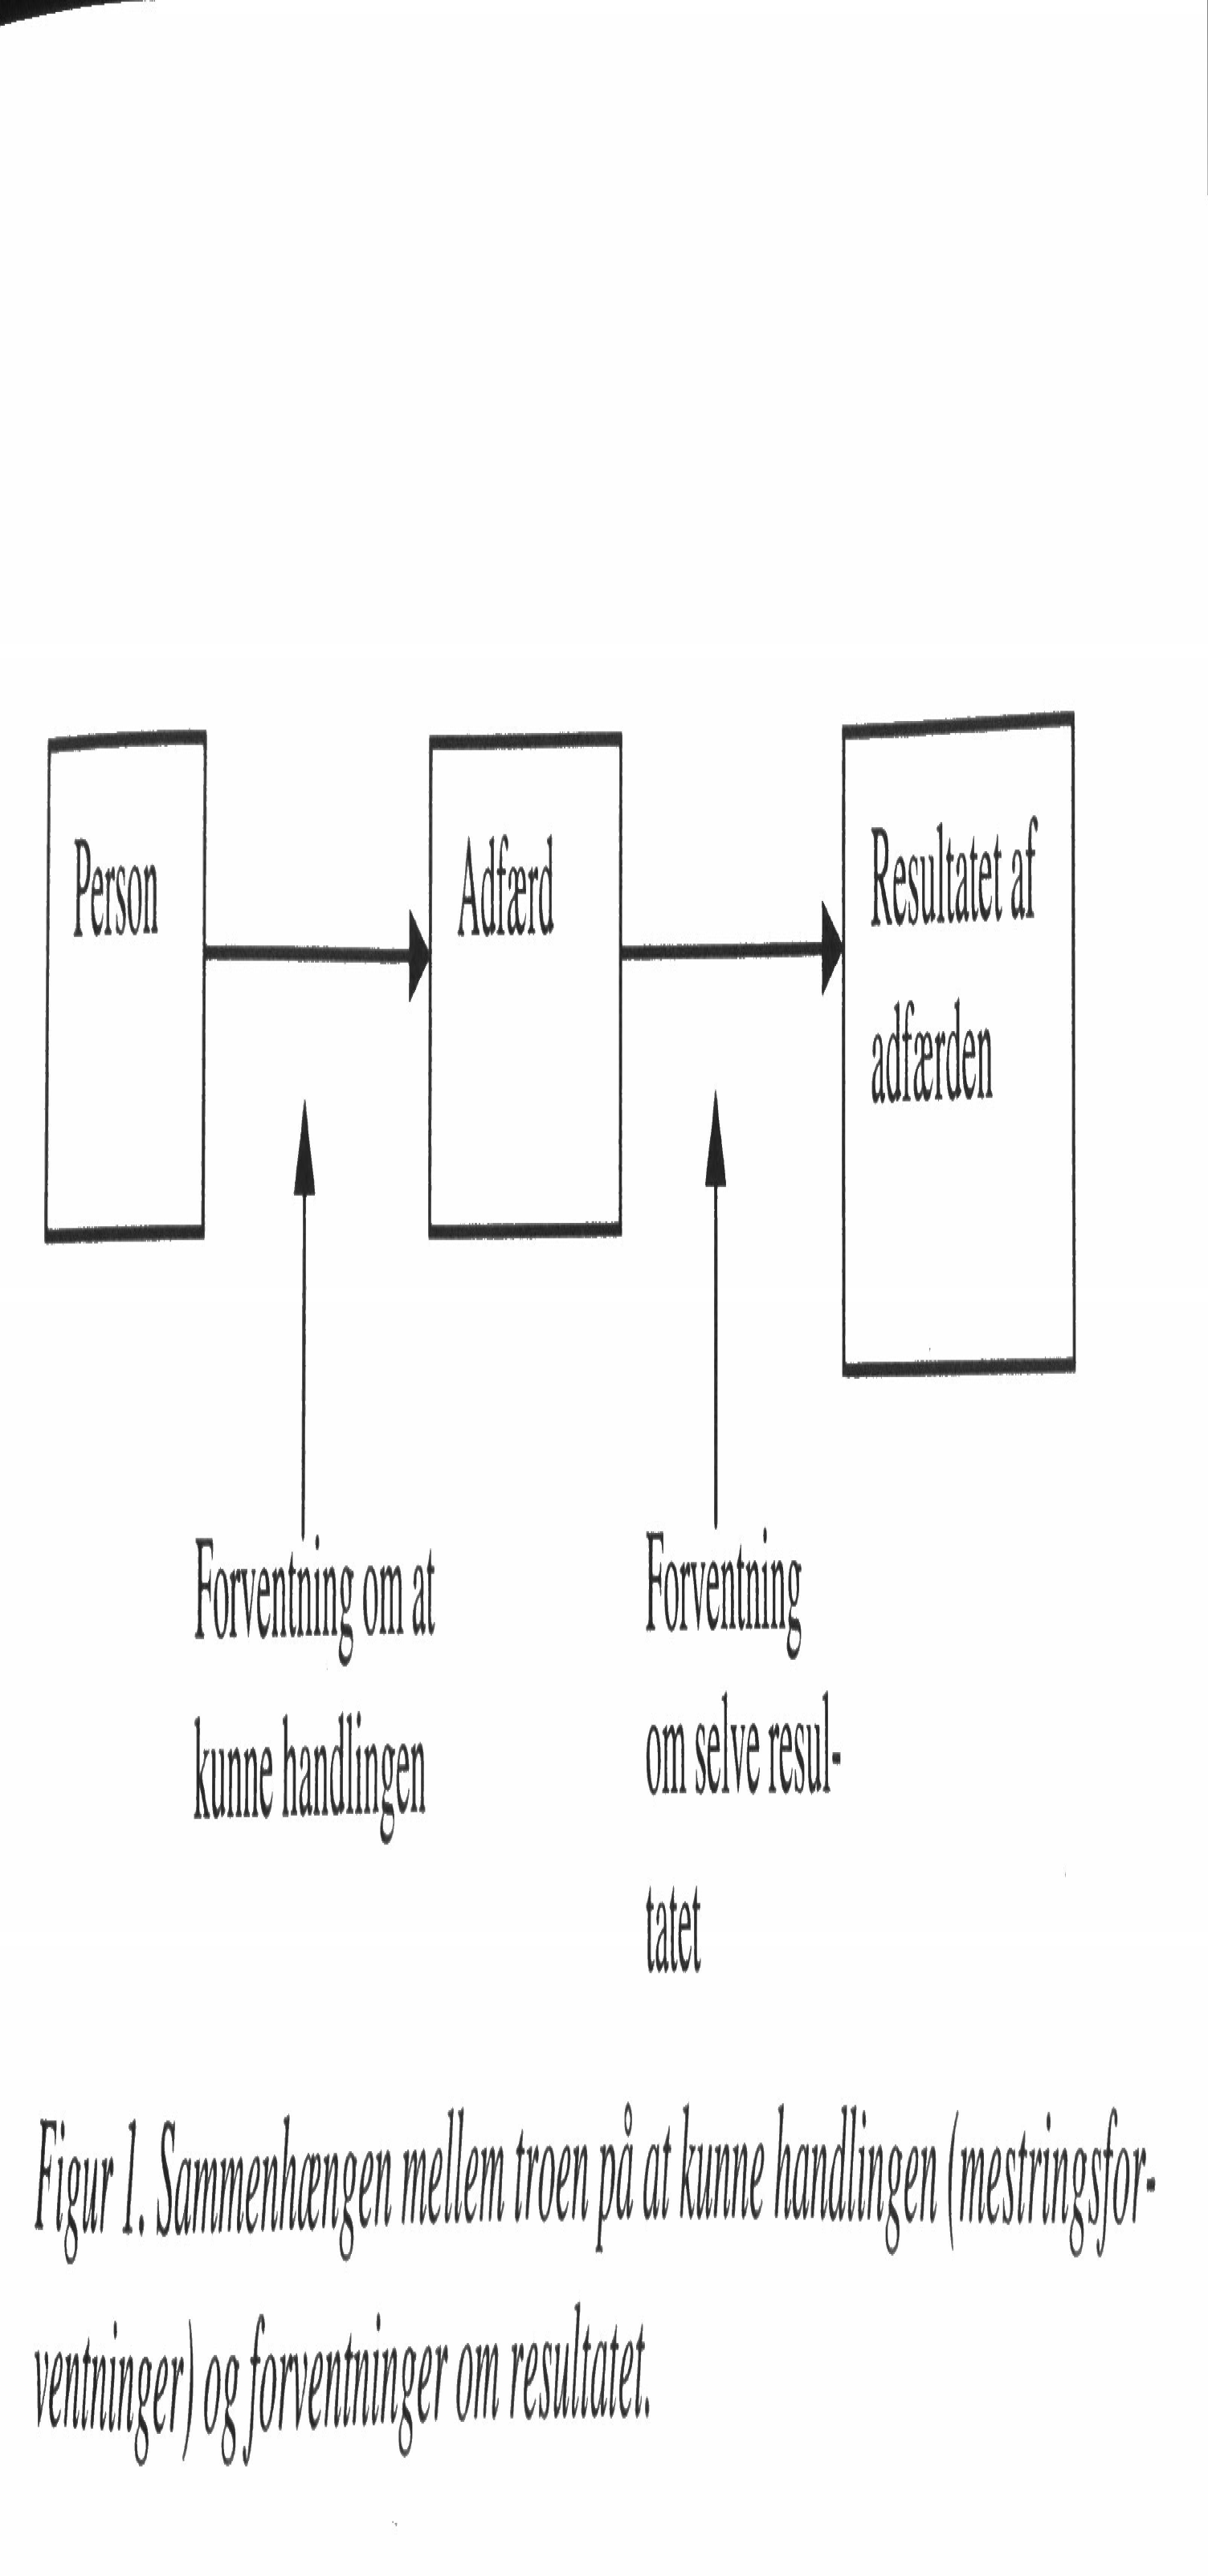 Person
Adfærd
Resultatet af
adfærden
Forventning om at
kunne handlingen
Forventning
om selve resul-
tatet
Figur 1. Sammenhængen mellem troen på at kunne handlingen (mestringsfor-
ventninger) og forventninger om resultatet.